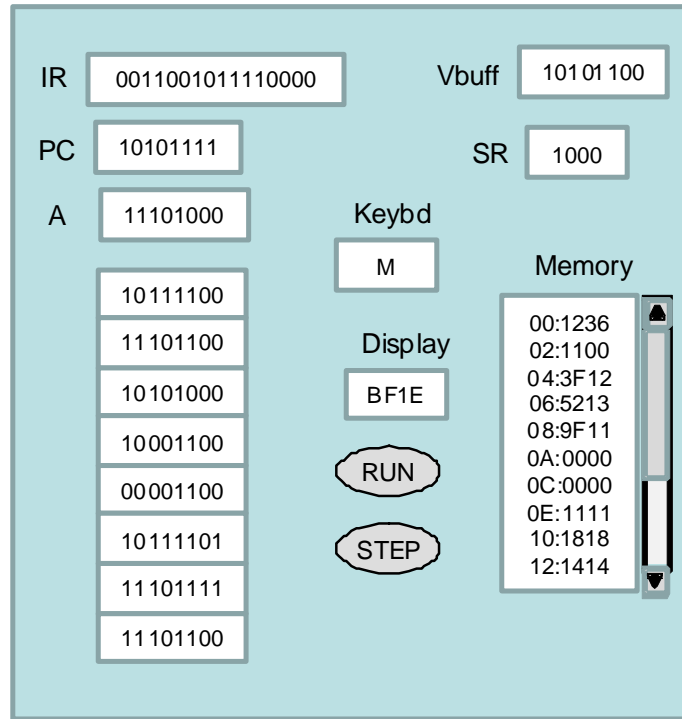 IR 0011001011110000 Vbuff 10101100
PC 10101111 SR 1000
A 11101000 Keybd
M Memory
10111100
11101100
10101000
10001100
00001100
10111101
11101111
11101100
Display
BF1E
RUN
STEP
00:1236
02:1100
04:3F12
06:5213
08:9F11
0A:0000
0C:0000
0E:1111
10:1818
12:1414